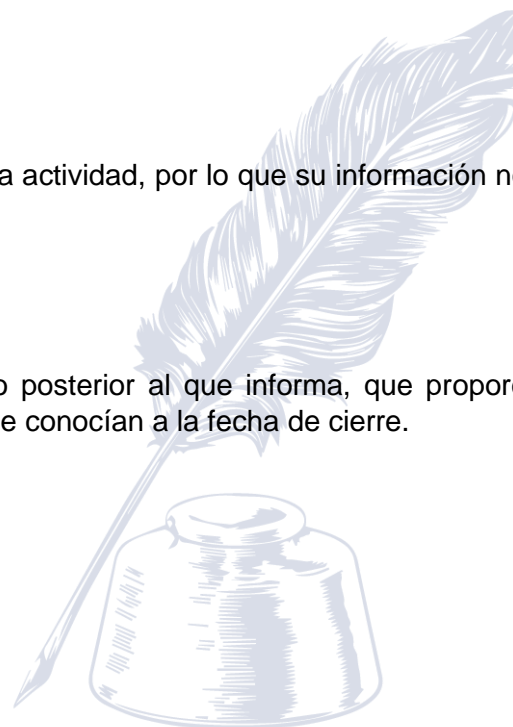 a actividad, por lo que su información n
o posterior al que informa, que propor
e conocían a la fecha de cierre.